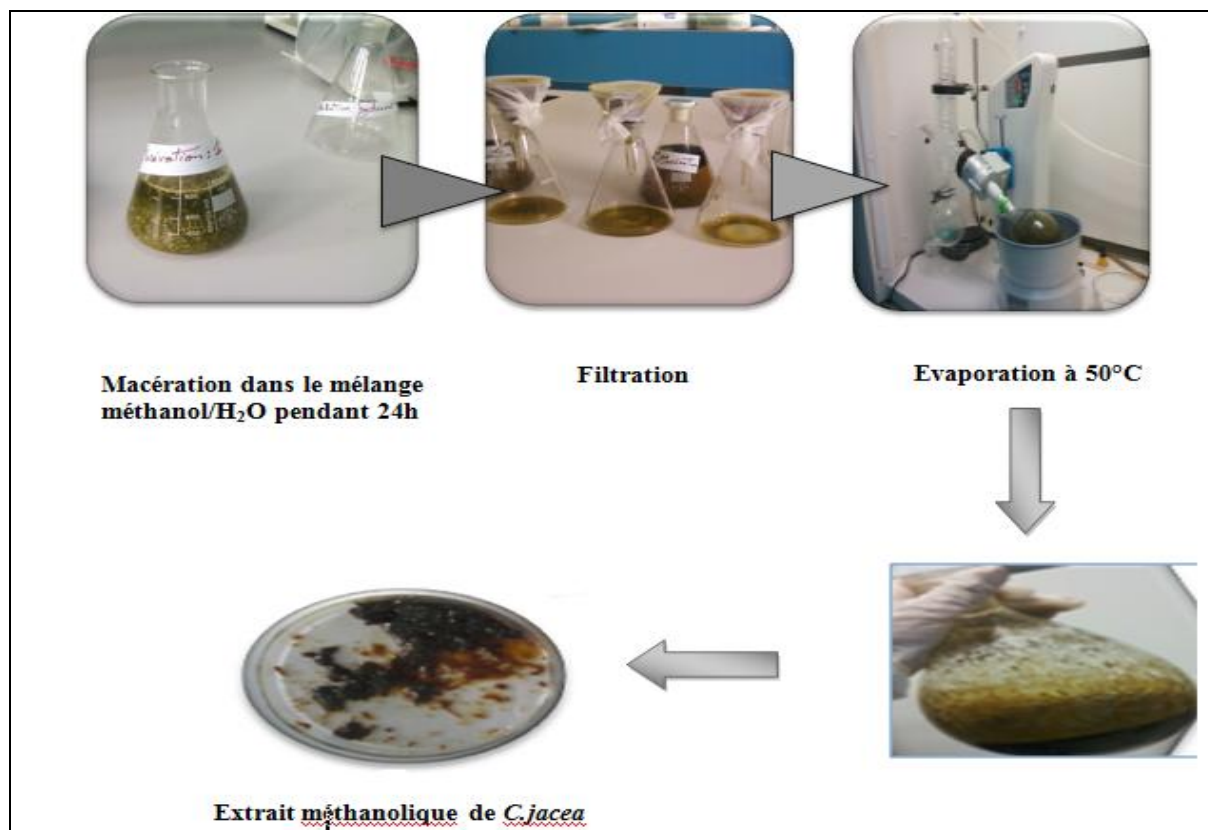 Macération dans le mélange
méthanol/H₂O pendant 24h
Filtration
Evaporation à 50°C
Extrait méthanolique de C.jacea